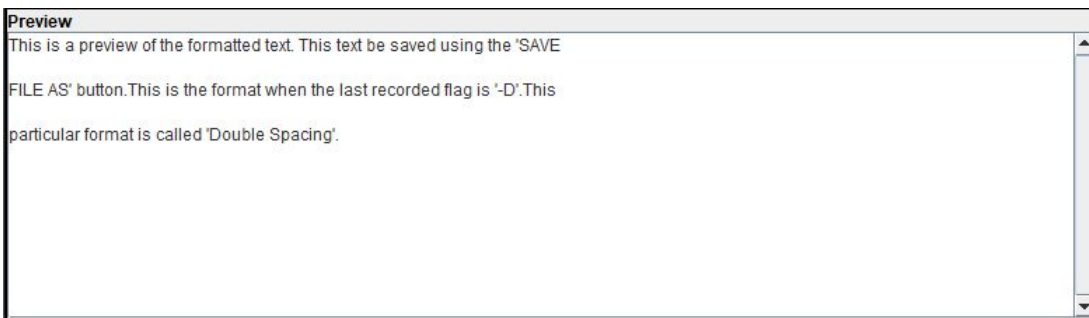 Preview
This is a preview of the formatted text. This text be saved using the 'SAVE
FILE AS' button.This is the format when the last recorded flag is '-D'.This
particular format is called 'Double Spacing'.